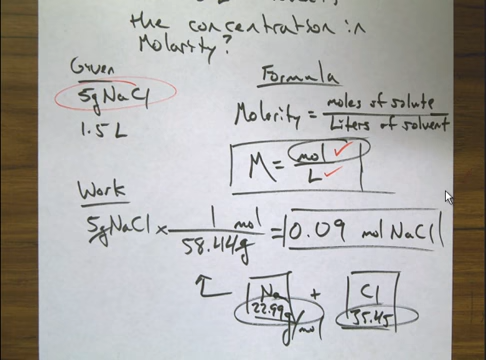 the concentration in
Molarity?
Given
5g NaCl
1.5 L
Formula
Molarity = moles of solute / Liters of solvent
M = mol / L
Work
5g NaCl × 1 mol / 58.44g = 0.09 mol NaCl
Na + Cl
22.99g/mol 35.45